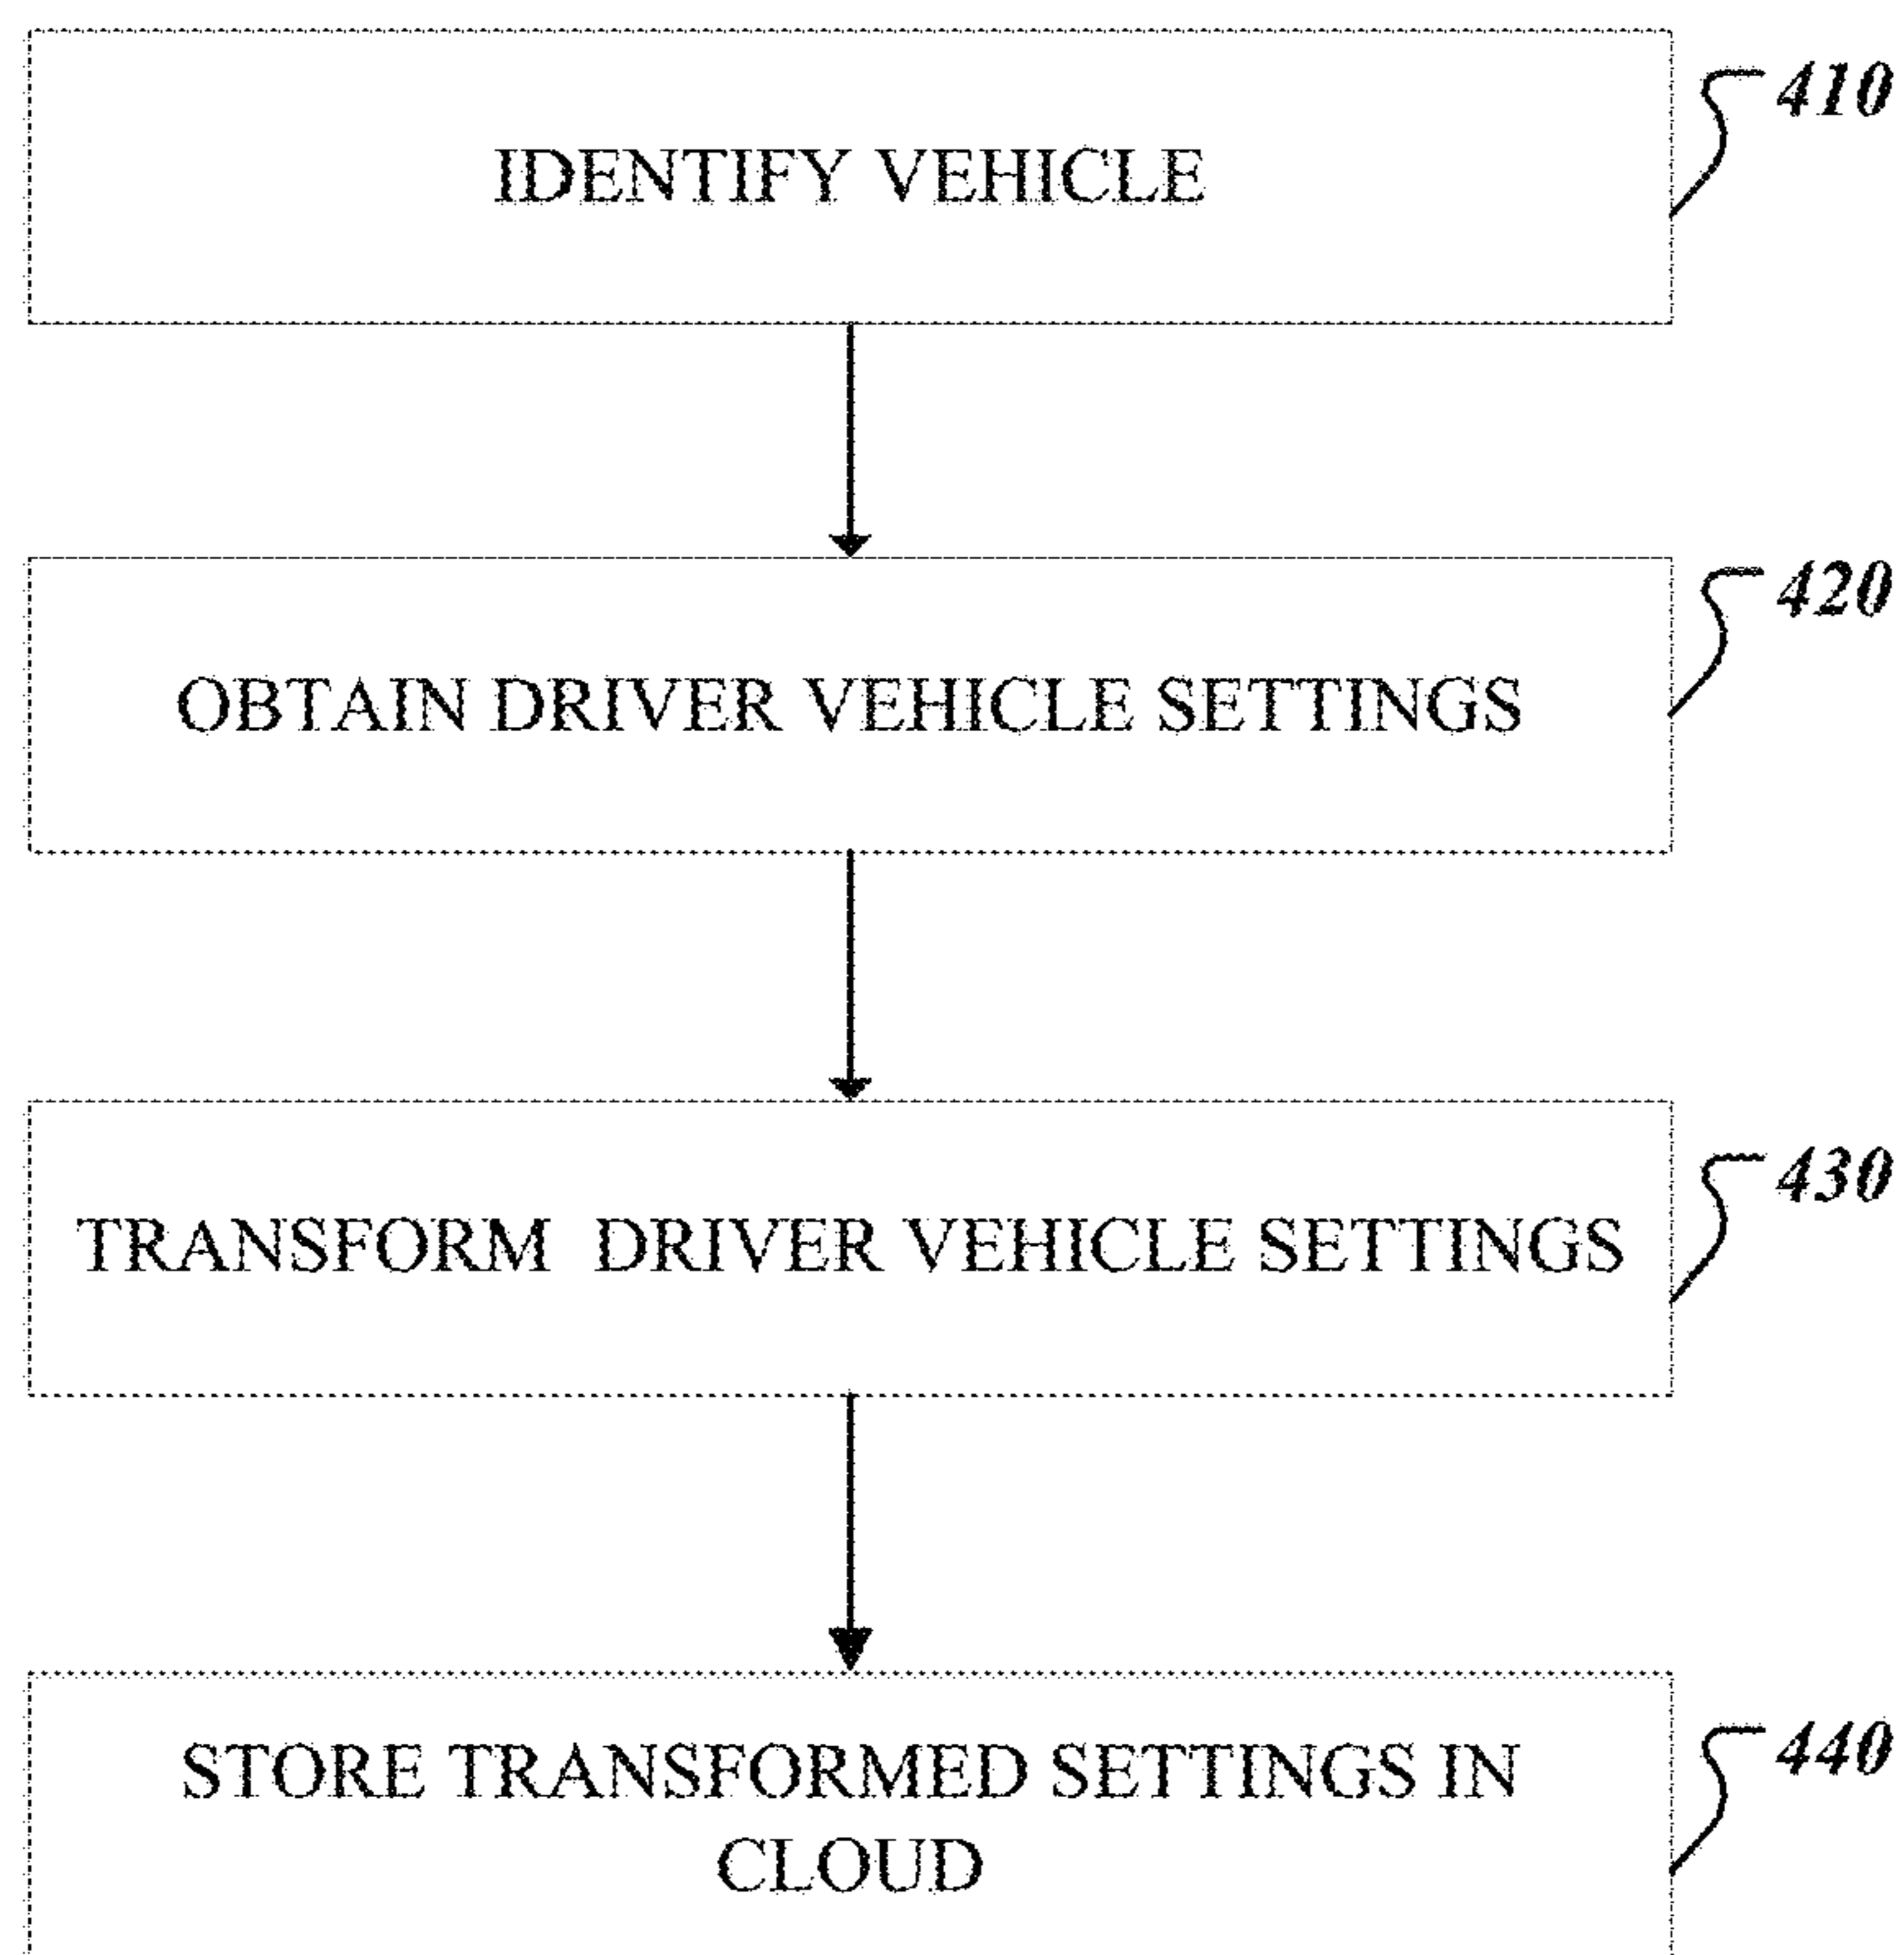 IDENTIFY VEHICLE
410
OBTAIN DRIVER VEHICLE SETTINGS
420
TRANSFORM DRIVER VEHICLE SETTINGS
430
STORE TRANSFORMED SETTINGS IN
CLOUD
440